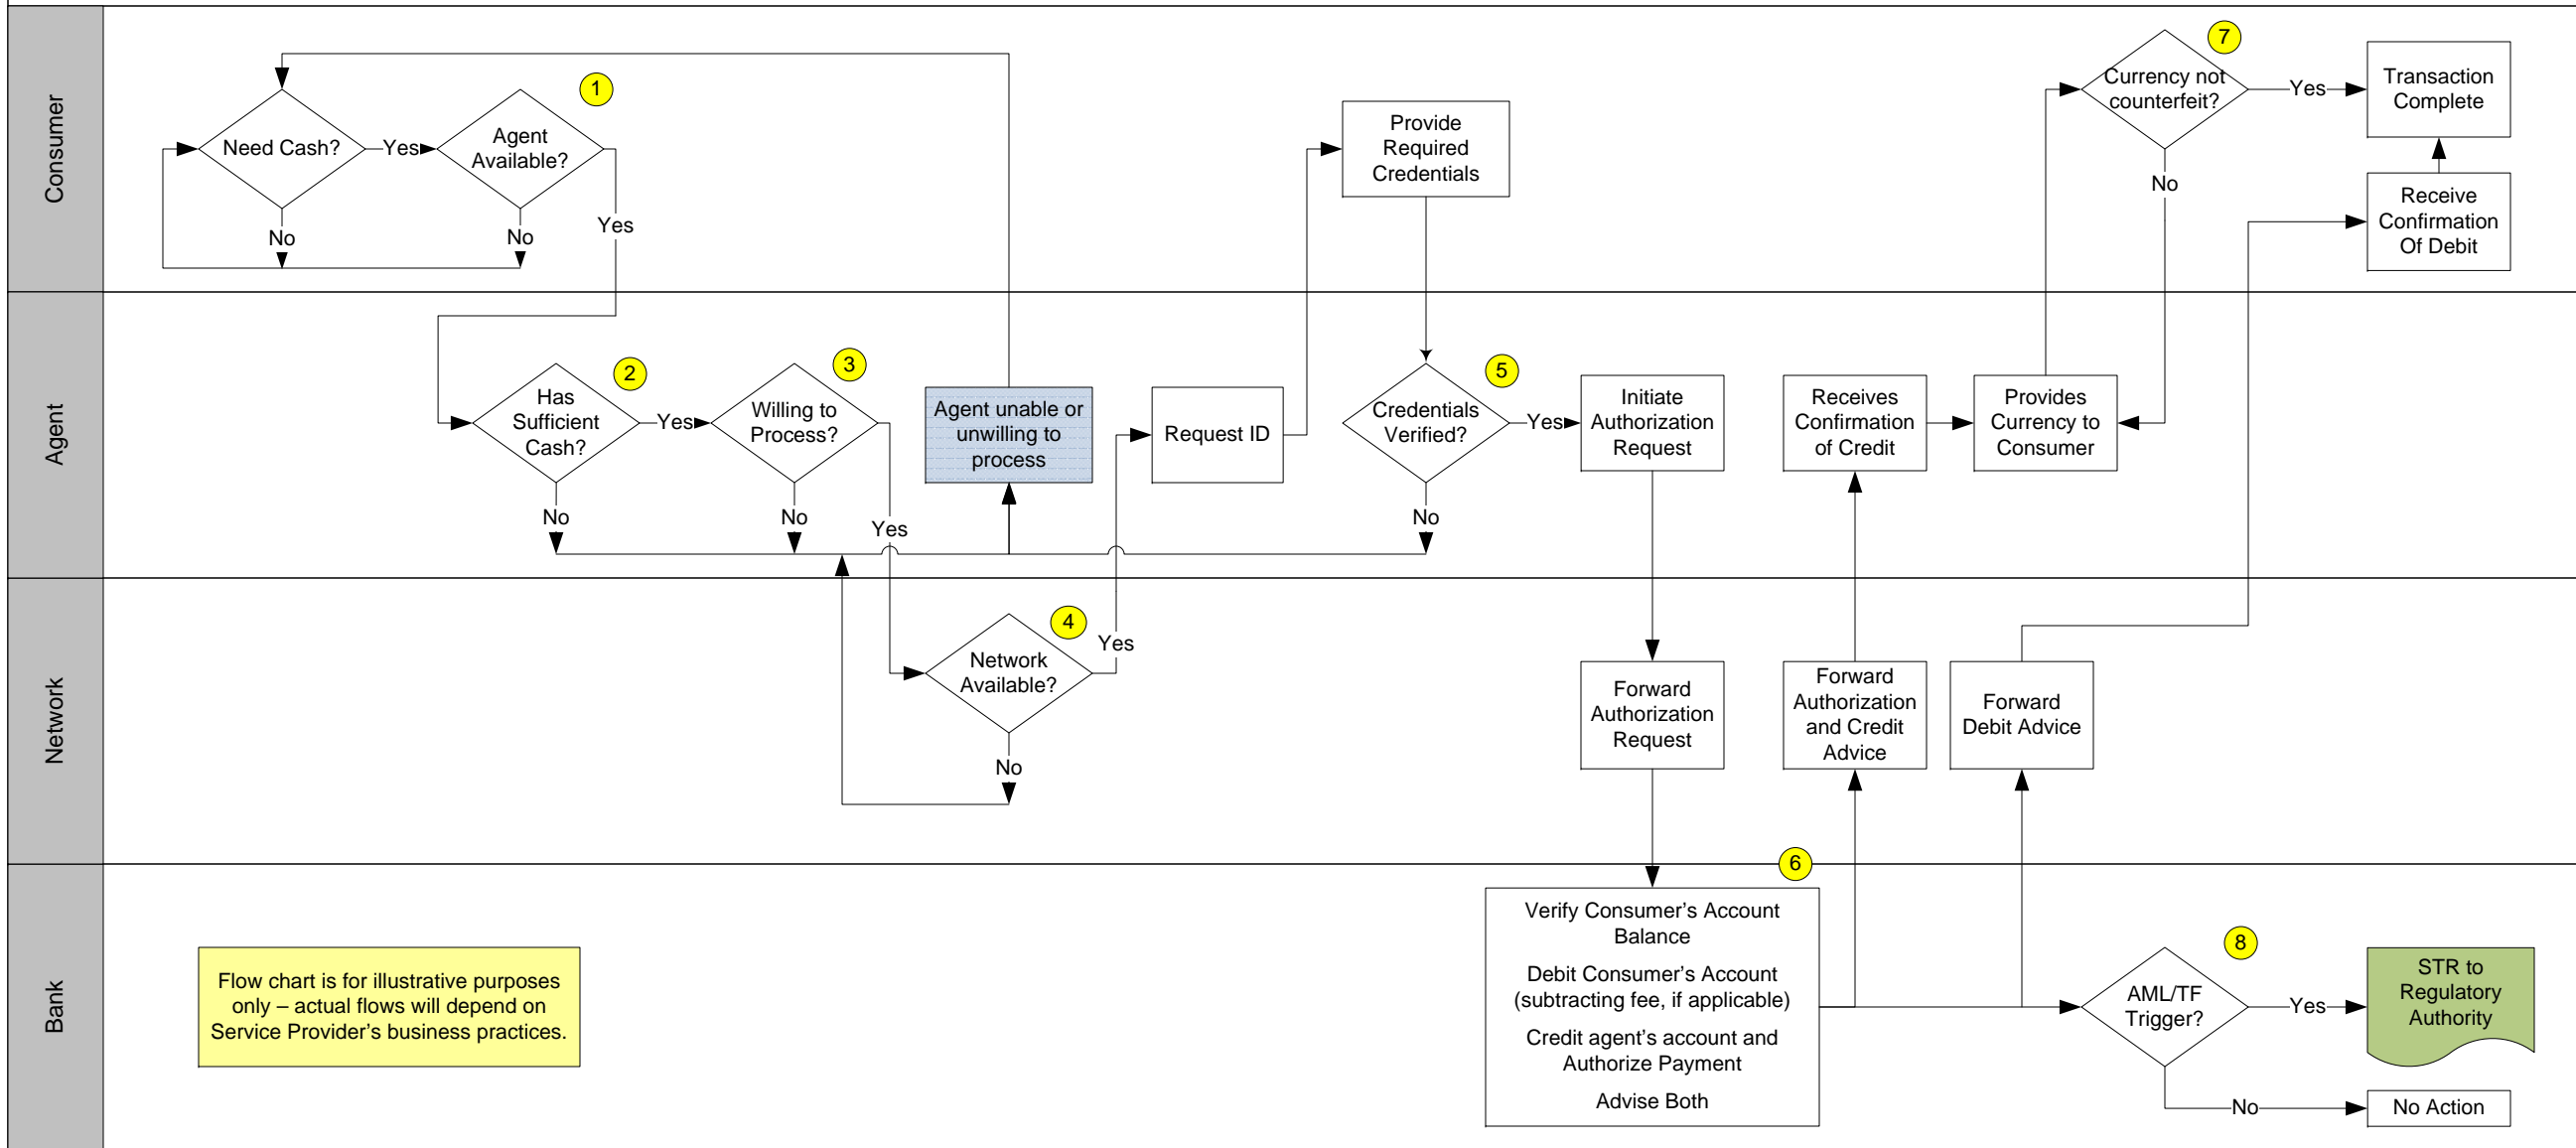 Consumer
Need Cash?
Yes
No
1
Agent
Available?
No
Yes
Provide
Required
Credentials
7
Currency not
counterfeit?
Yes
No
Transaction
Complete
Receive
Confirmation
Of Debit
Agent
Has
Sufficient
Cash?
2
Yes
No
3
Willing to
Process?
No
Yes
Agent unable or
unwilling to
process
Request ID
5
Credentials
Verified?
Yes
No
Initiate
Authorization
Request
Receives
Confirmation
of Credit
Provides
Currency to
Consumer
Network
4
Network
Available?
Yes
No
Forward
Authorization
Request
Forward
Authorization
and Credit
Advice
Forward
Debit Advice
Bank
Flow chart is for illustrative purposes
only – actual flows will depend on
Service Provider's business practices.
6
Verify Consumer's Account
Balance
Debit Consumer's Account
(subtracting fee, if applicable)
Credit agent's account and
Authorize Payment
Advise Both
8
AML/TF
Trigger?
Yes
No
STR to
Regulatory
Authority
No Action